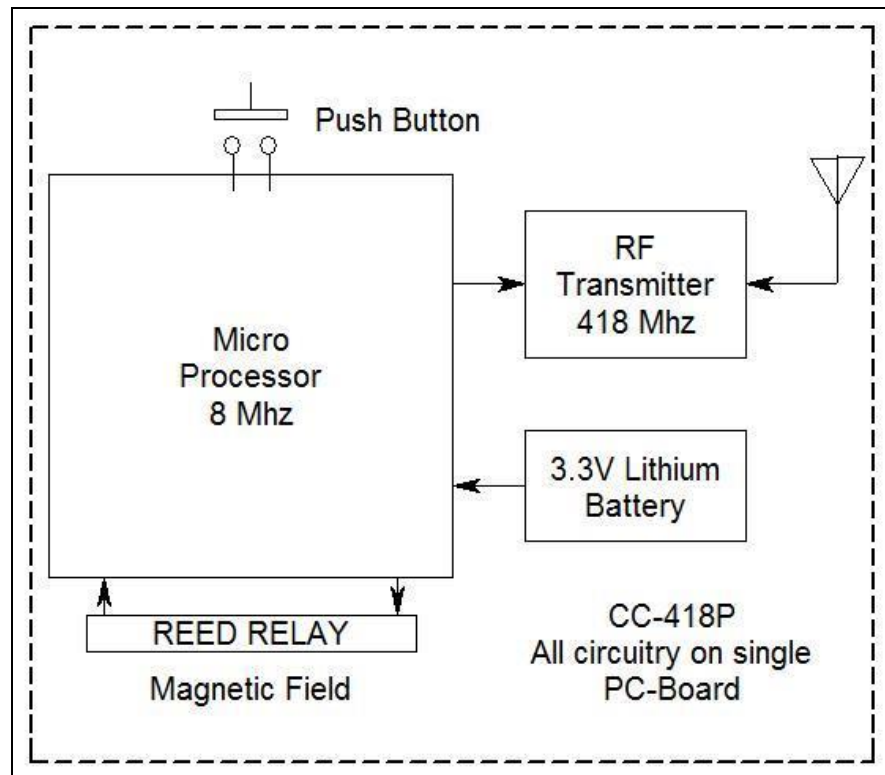 Push Button
RF
Transmitter
418 Mhz
Micro
Processor
8 Mhz
3.3V Lithium
Battery
REED RELAY
Magnetic Field
CC-418P
All circuitry on single
PC-Board